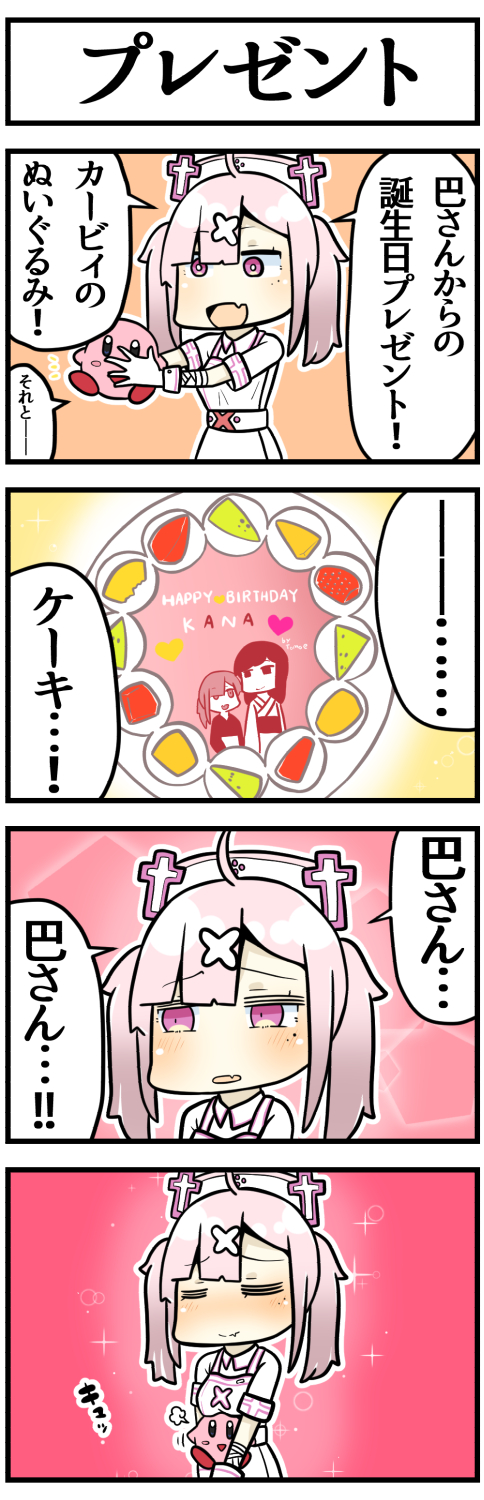 プレゼント
巴さんからの
誕生日プレゼント！
カービィの
ぬいぐるみ！
それと──
──……
HAPPY BIRTHDAY
KANA
by Tomoe
ケーキ…！
巴さん…
巴さん…!!
キュッ